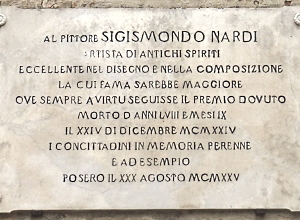 AL PITTORE SIGISMONDO NARDI
ARTISTA DI ANTICHI SPIRITI
ECCELLENTE NEL DISEGNO E NELLA COMPOSIZIONE
LA CUI FAMA SAREBBE MAGGIORE
OVE SEMPRE A VIRTU SEGUISSE IL PREMIO DOVUTO
MORTO D ANNI LVIII E MESI IX
IL XXIV DI DICEMBRE MCMXXIV
I CONCITTADINI IN MEMORIA PERENNE
E AD ESEMPIO
POSERO IL XXX AGOSTO MCMXXV